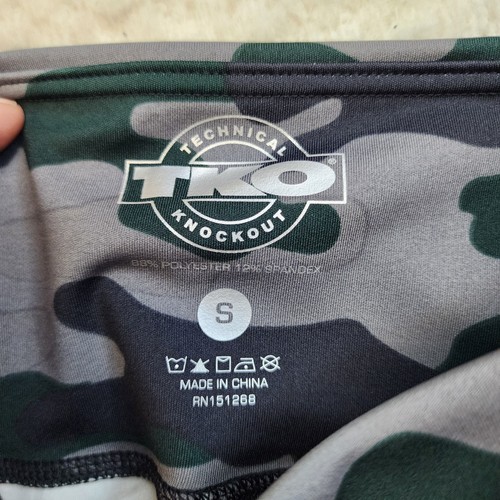 TECHNICAL
TKO®
KNOCKOUT
88% POLYESTER 12% SPANDEX
S
MADE IN CHINA
RN151268